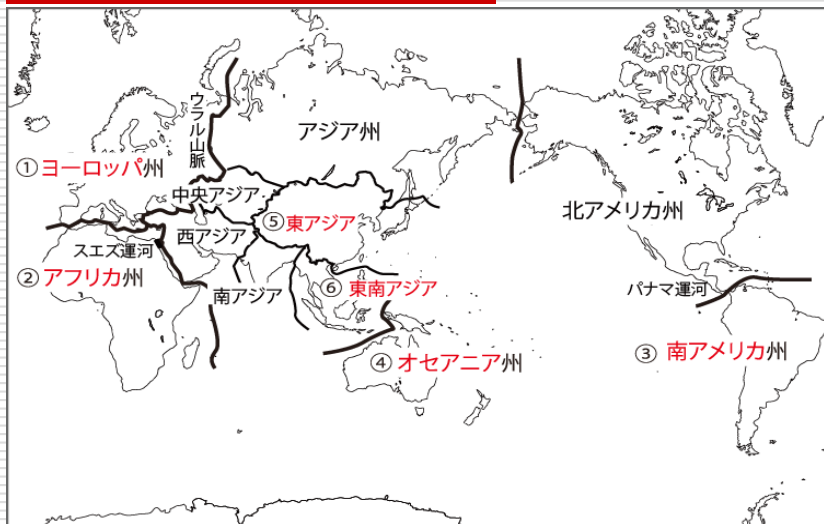 ウラル山脈
アジア州
①ヨーロッパ州
中央アジア
北アメリカ州
⑤東アジア
西アジア
スエズ運河
②アフリカ州
⑥ 東南アジア
南アジア
パナマ運河
③ 南アメリカ州
④ オセアニア州